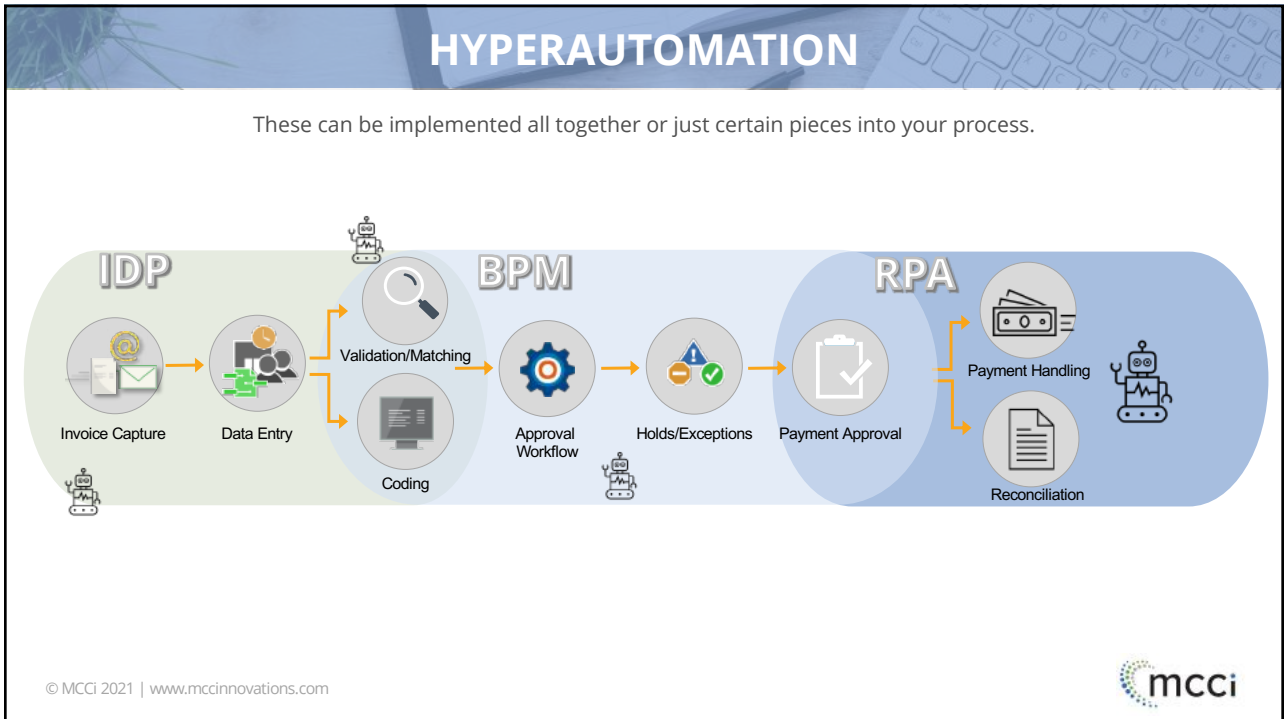 HYPERAUTOMATION
These can be implemented all together or just certain pieces into your process.
IDP
BPM
RPA
Invoice Capture
Data Entry
Validation/Matching
Coding
Approval
Workflow
Holds/Exceptions
Payment Approval
Payment Handling
Reconciliation
© MCCi 2021 | www.mccinnovations.com
mcci